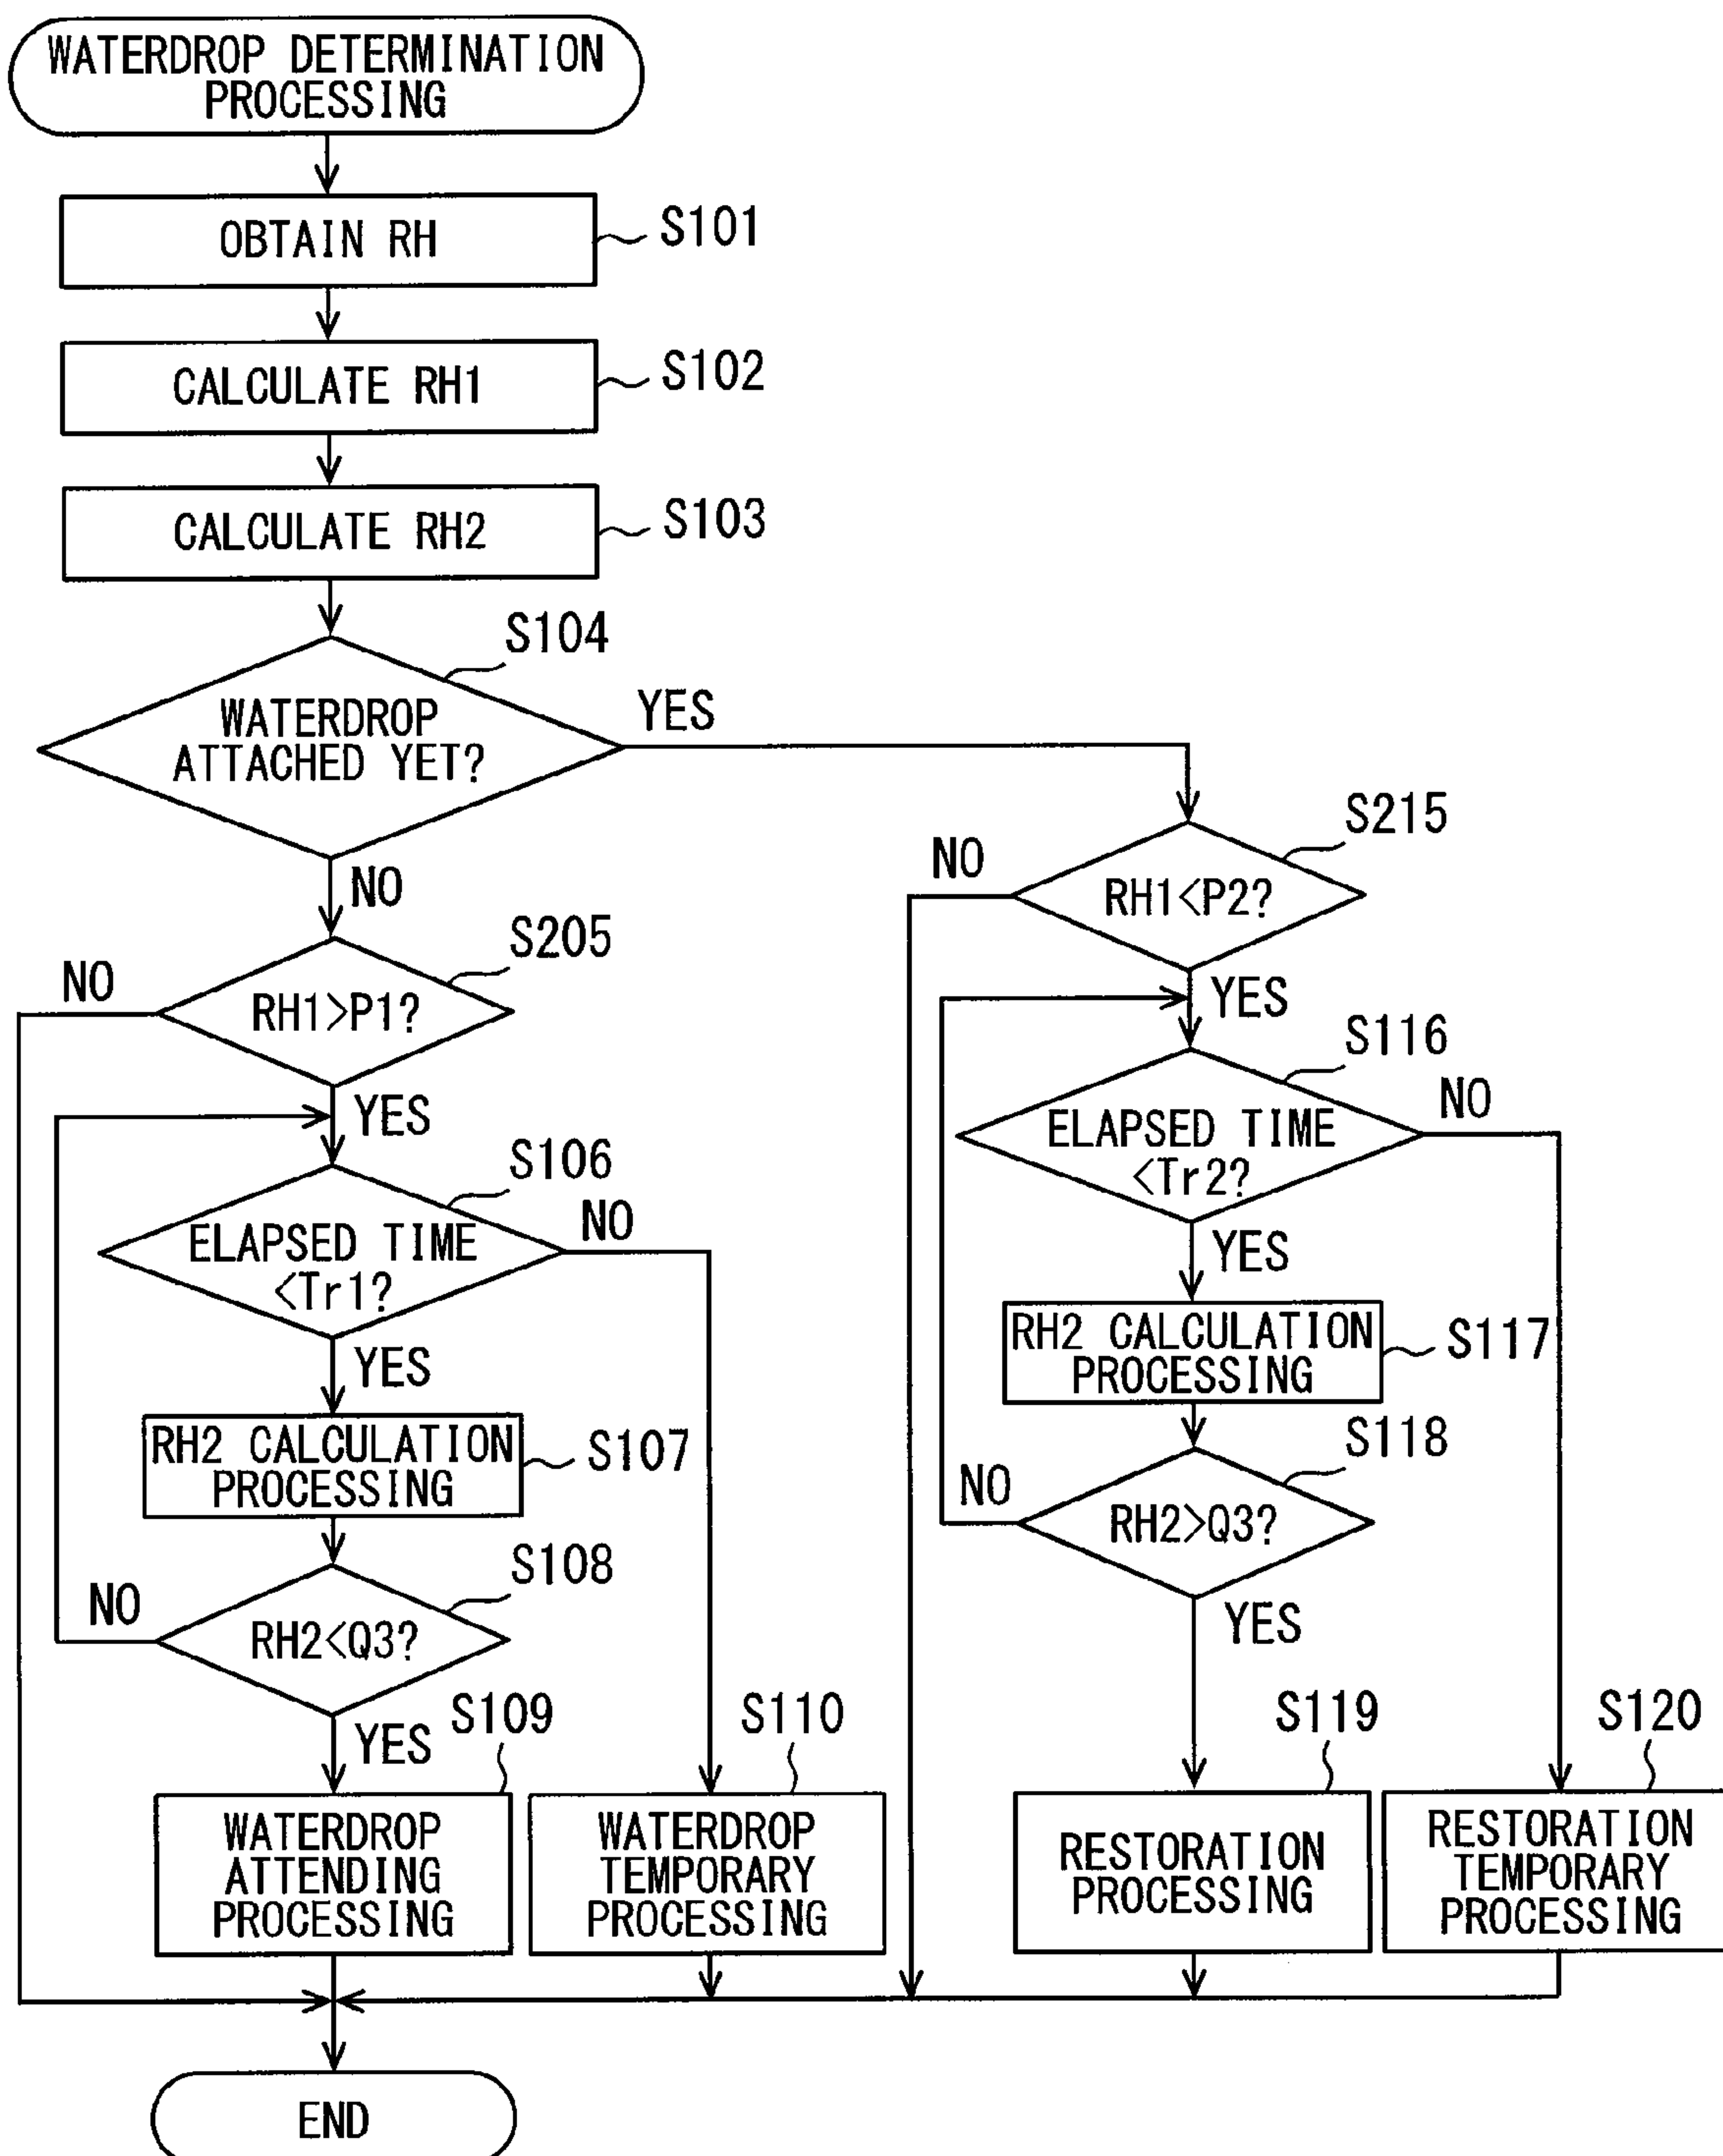 WATERDROP DETERMINATION
PROCESSING
OBTAIN RH
S101
CALCULATE RH1
S102
CALCULATE RH2
S103
S104
WATERDROP
ATTACHED YET?
YES
NO
S205
NO
RH1>P1?
YES
S106
ELAPSED TIME
<Tr1?
NO
YES
RH2 CALCULATION
PROCESSING
S107
S108
NO
RH2<Q3?
YES
S109
WATERDROP
ATTENDING
PROCESSING
S110
WATERDROP
TEMPORARY
PROCESSING
S215
NO
RH1<P2?
YES
S116
ELAPSED TIME
<Tr2?
NO
YES
RH2 CALCULATION
PROCESSING
S117
S118
NO
RH2>Q3?
YES
S119
RESTORATION
PROCESSING
S120
RESTORATION
TEMPORARY
PROCESSING
END